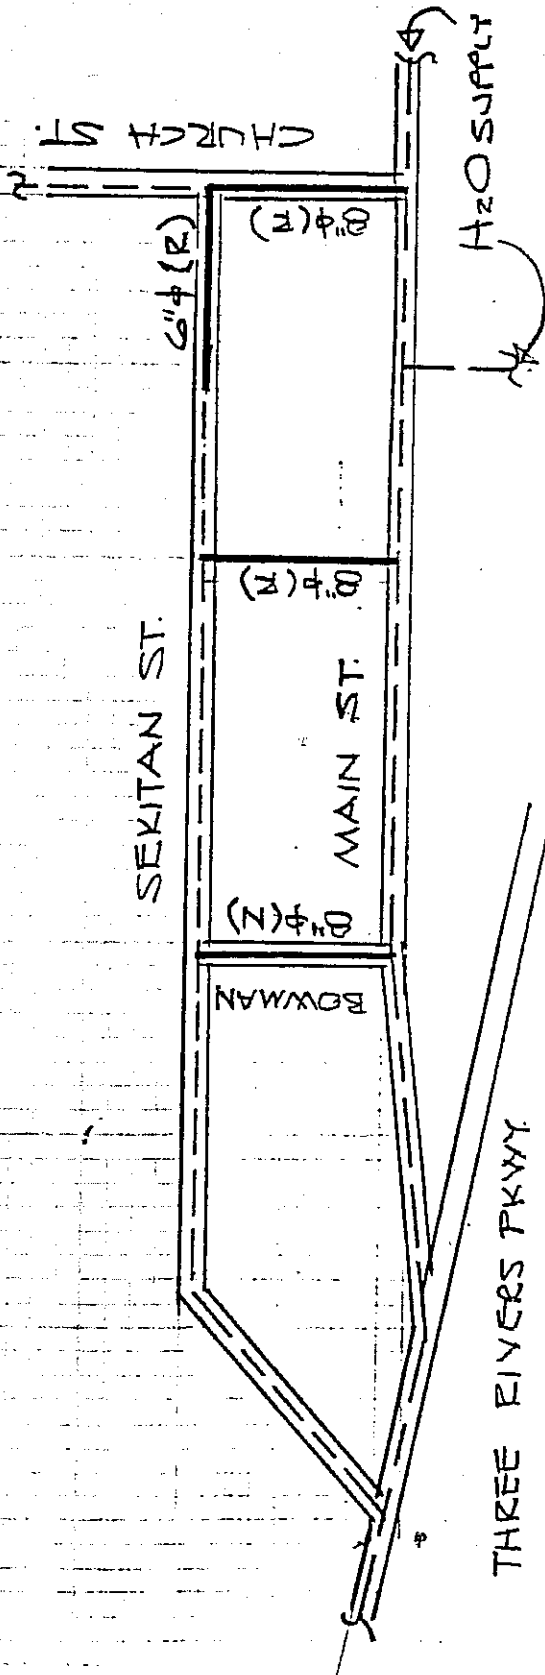 CHURCH ST.
H₂O SUPPLY
6"ϕ (R)
8"ϕ(R)
8"ϕ(R)
SEKITAN ST.
MAIN ST.
8"ϕ(N)
BOWMAN
THREE RIVERS PKWY.